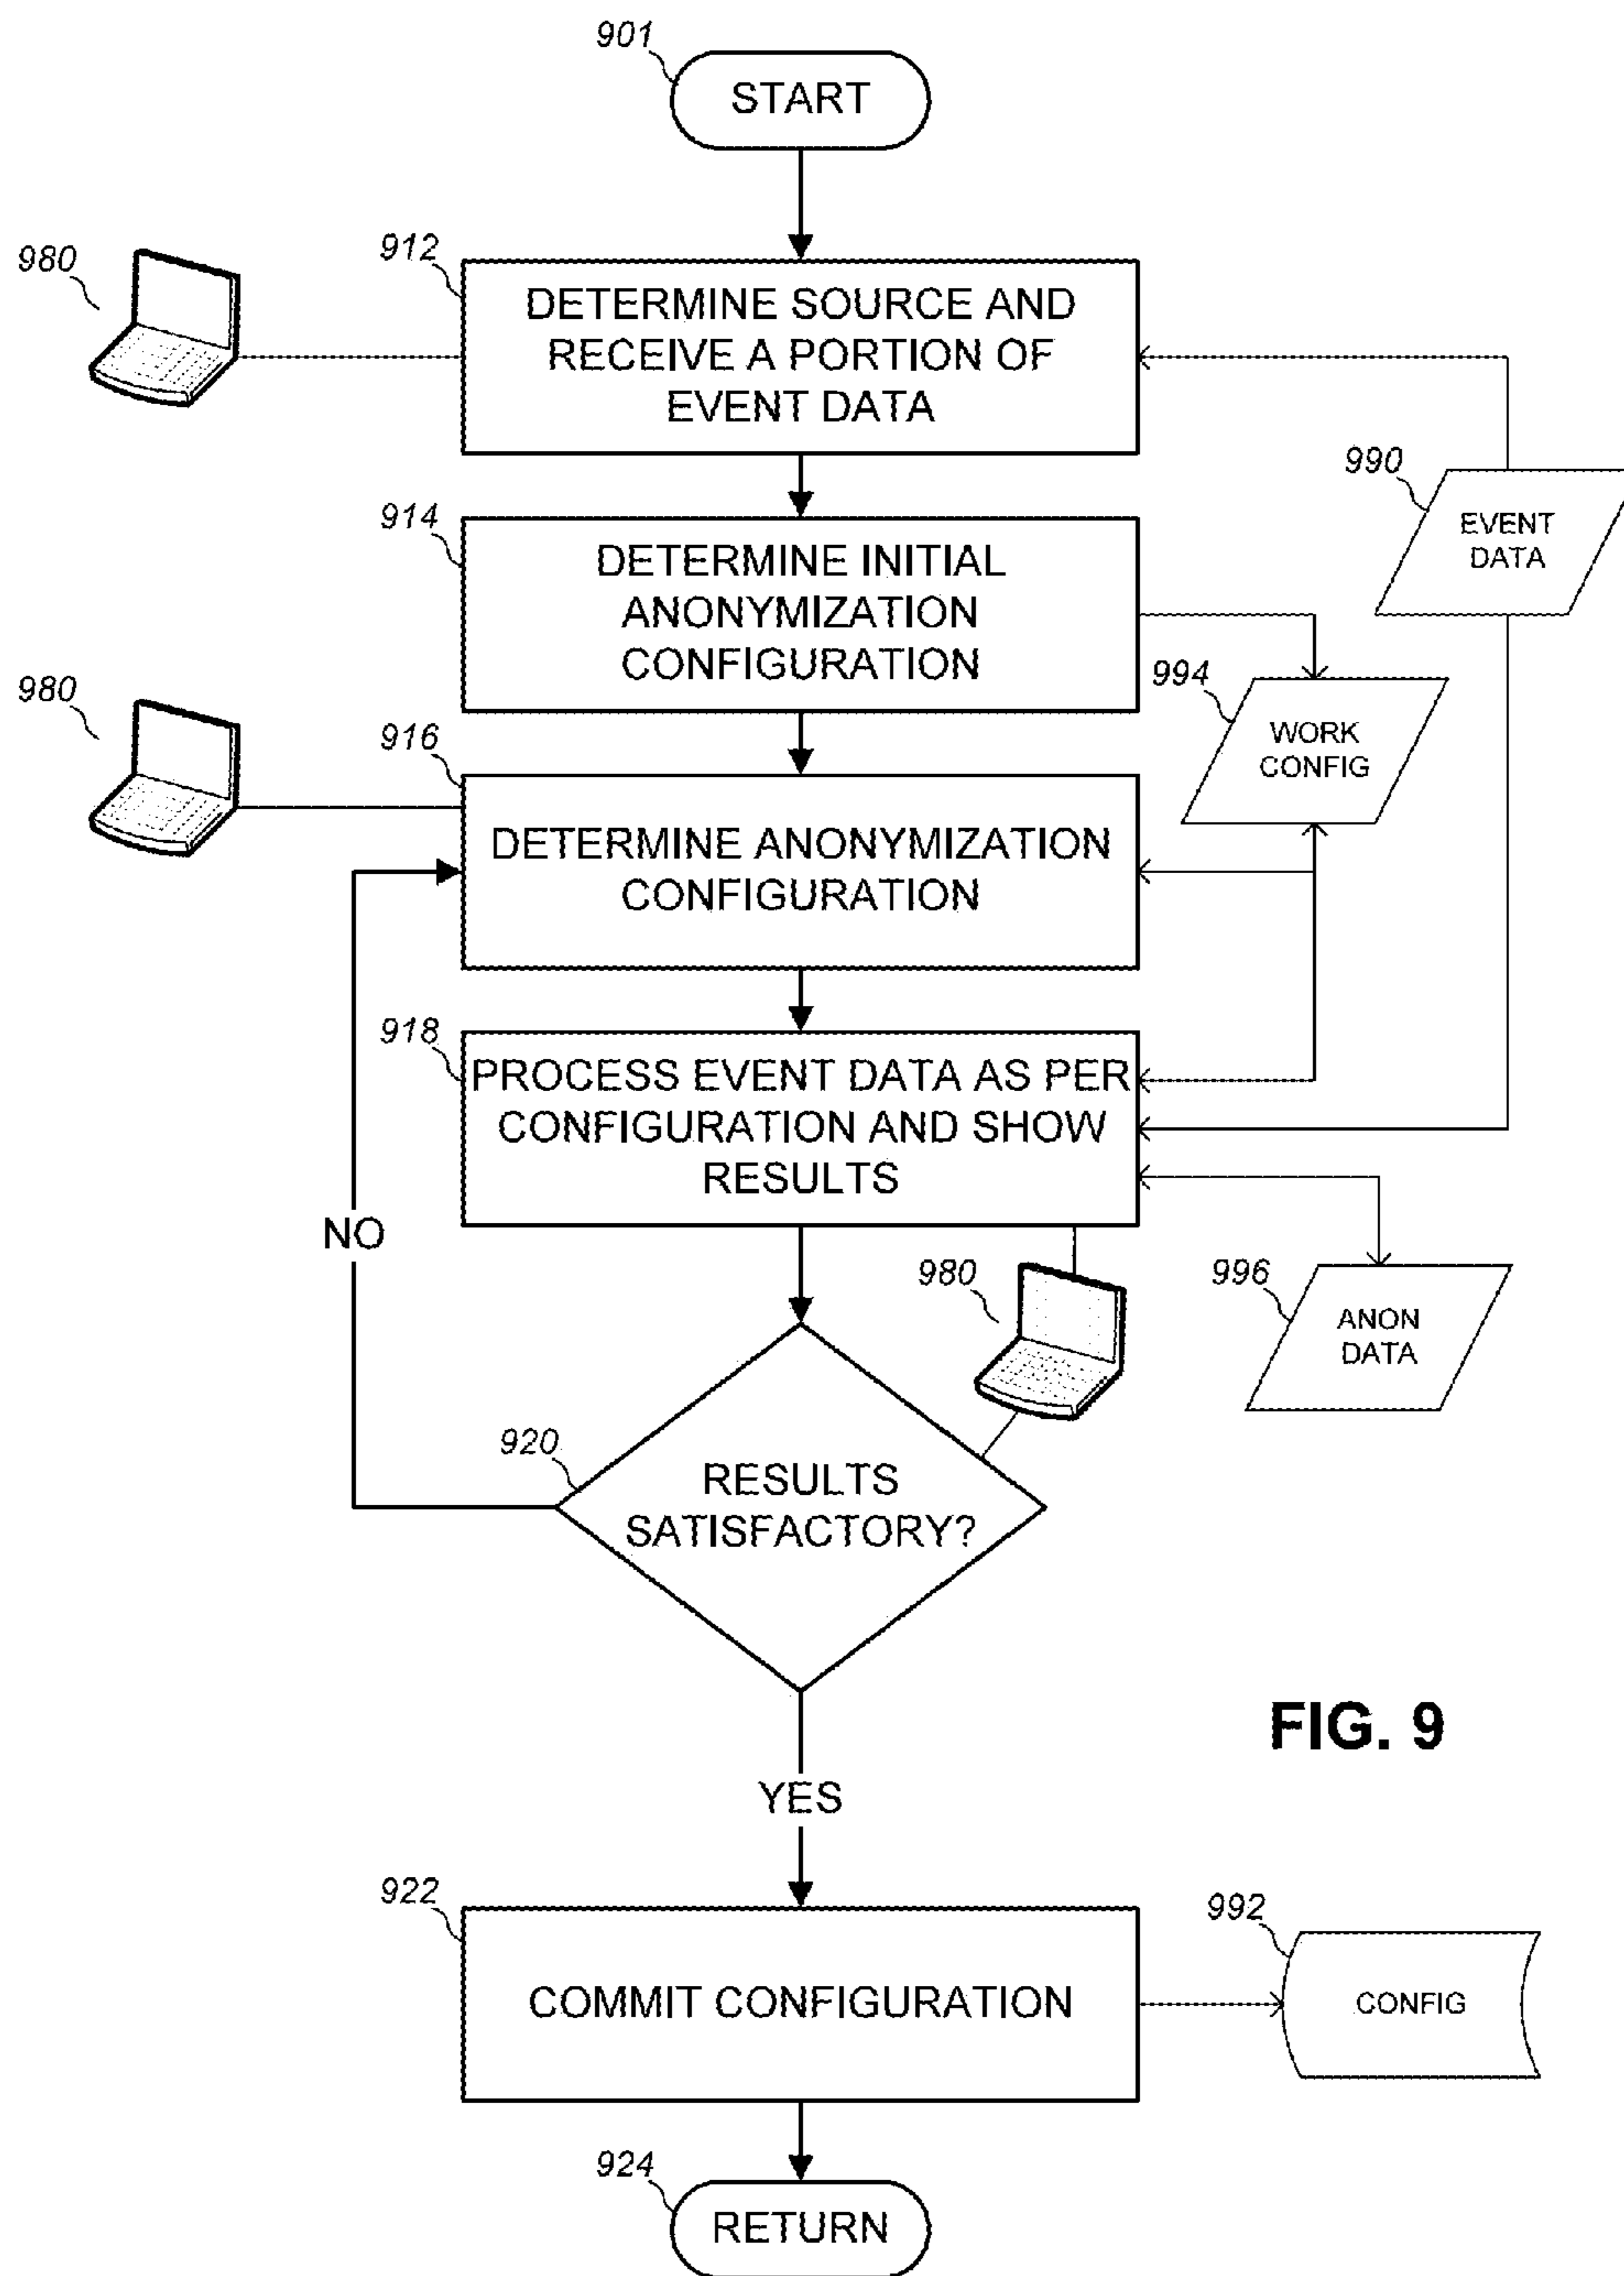 901
START
980
912
DETERMINE SOURCE AND
RECEIVE A PORTION OF
EVENT DATA
990
EVENT
DATA
914
DETERMINE INITIAL
ANONYMIZATION
CONFIGURATION
994
WORK
CONFIG
980
916
DETERMINE ANONYMIZATION
CONFIGURATION
918
PROCESS EVENT DATA AS PER
CONFIGURATION AND SHOW
RESULTS
NO
980
996
ANON
DATA
920
RESULTS
SATISFACTORY?
FIG. 9
YES
922
COMMIT CONFIGURATION
992
CONFIG
924
RETURN